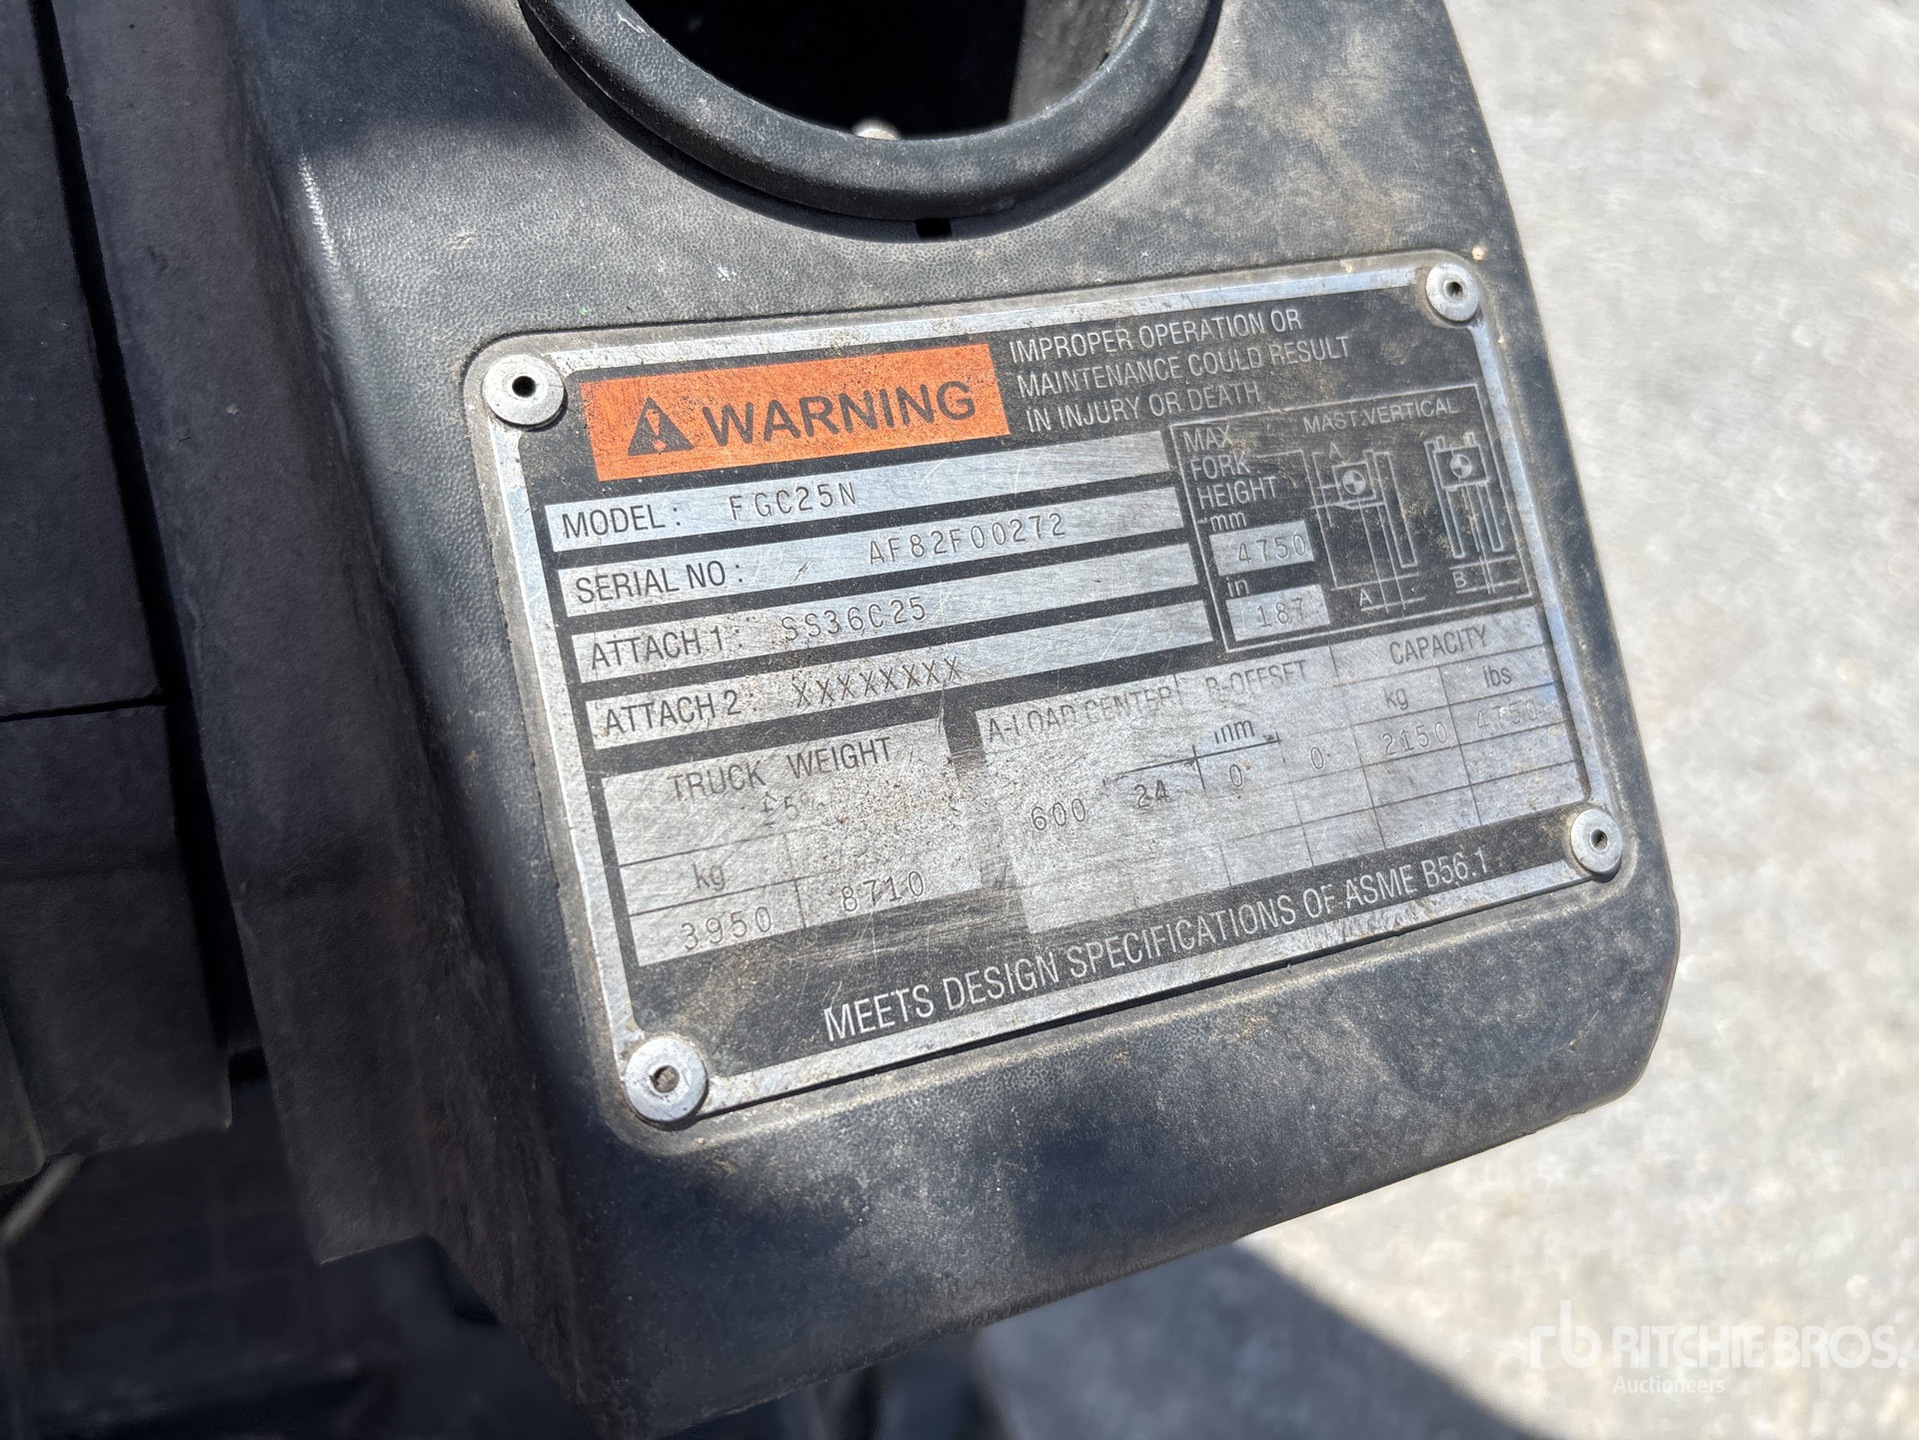 WARNING
IMPROPER OPERATION OR
MAINTENANCE COULD RESULT
IN INJURY OR DEATH
MODEL: FGC25N
SERIAL NO: AF82F00272
ATTACH 1: SS36C25
ATTACH 2: XXXXXXXX
MAX
FORK
HEIGHT
mm
4750
in
187
MAST:VERTICAL
A
A
B
TRUCK WEIGHT
kg
3950 8710
A-LOAD CENTER B-OFFSET CAPACITY
mm kg lbs
600 24 0 0 2150 4750
MEETS DESIGN SPECIFICATIONS OF ASME B56.1
rb RITCHIE BROS.
Auctioneers